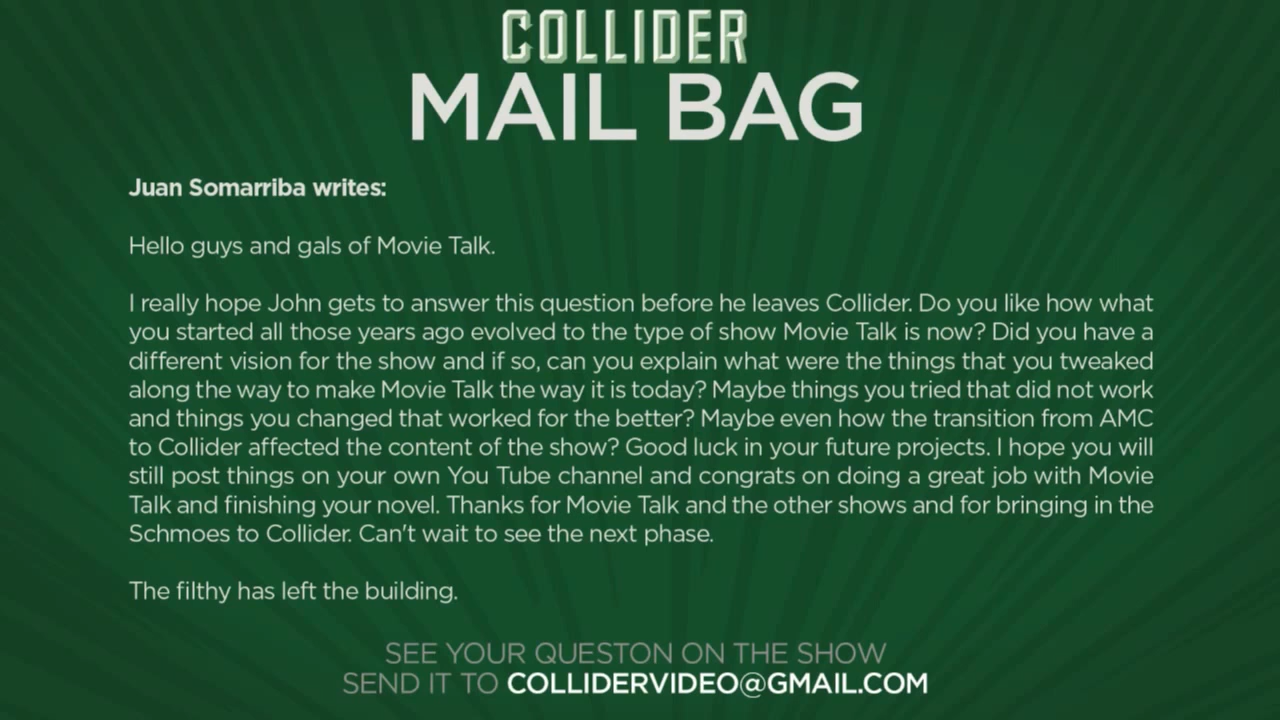 COLLIDER
MAIL BAG
Juan Somarriba writes:
Hello guys and gals of Movie Talk.
I really hope John gets to answer this question before he leaves Collider. Do you like how what
you started all those years ago evolved to the type of show Movie Talk is now? Did you have a
different vision for the show and if so, can you explain what were the things that you tweaked
along the way to make Movie Talk the way it is today? Maybe things you tried that did not work
and things you changed that worked for the better? Maybe even how the transition from AMC
to Collider affected the content of the show? Good luck in your future projects. I hope you will
still post things on your own You Tube channel and congrats on doing a great job with Movie
Talk and finishing your novel. Thanks for Movie Talk and the other shows and for bringing in the
Schmoes to Collider. Can't wait to see the next phase.
The filthy has left the building.
SEE YOUR QUESTON ON THE SHOW
SEND IT TO COLLIDERVIDEO@GMAIL.COM